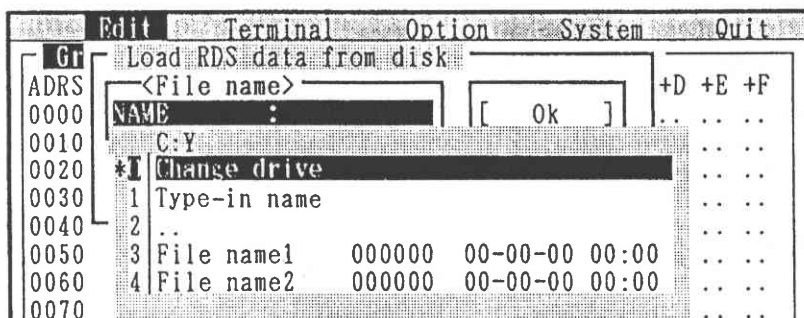 Edit Terminal Option System Quit
Gr Load RDS data from disk
ADRS <File name> +D +E +F
0000 NAME : [ Ok ] .. .. ..
0010 C:¥ .. .. ..
0020 * Change drive .. .. ..
0030 1 Type-in name .. .. ..
0040 2 .. .. .. ..
0050 3 File name1 000000 00-00-00 00:00 .. .. ..
0060 4 File name2 000000 00-00-00 00:00 .. .. ..
0070 .. .. ..